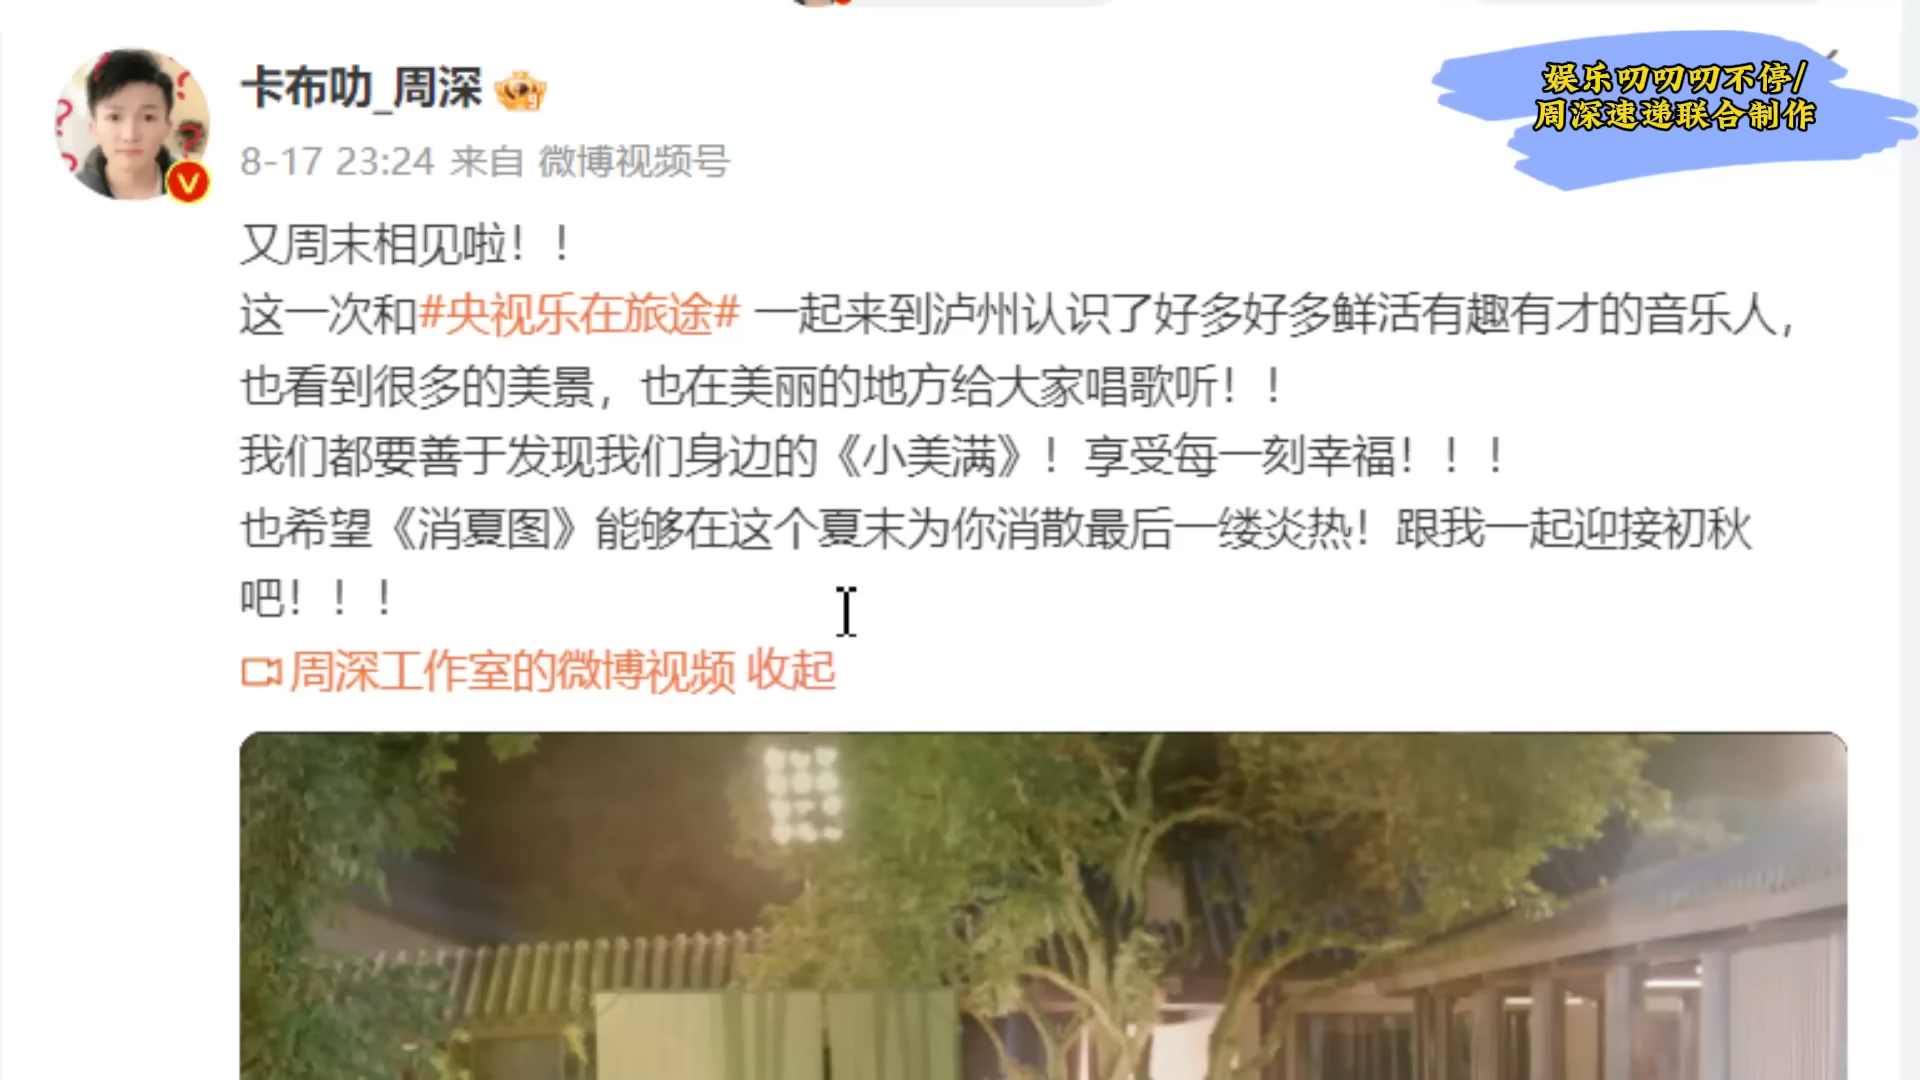 卡布叻_周深
8-17 23:24 来自 微博视频号
娱乐叨叨叨不停/
周深速递联合制作
又周末相见啦！！
这一次和#央视乐在旅途# 一起来到泸州认识了好多好多鲜活有趣有才的音乐人，
也看到很多的美景，也在美丽的地方给大家唱歌听！！
我们都要善于发现我们身边的《小美满》！享受每一刻幸福！！！
也希望《消夏图》能够在这个夏末为你消散最后一缕炎热！跟我一起迎接初秋
吧！！！
周深工作室的微博视频 收起